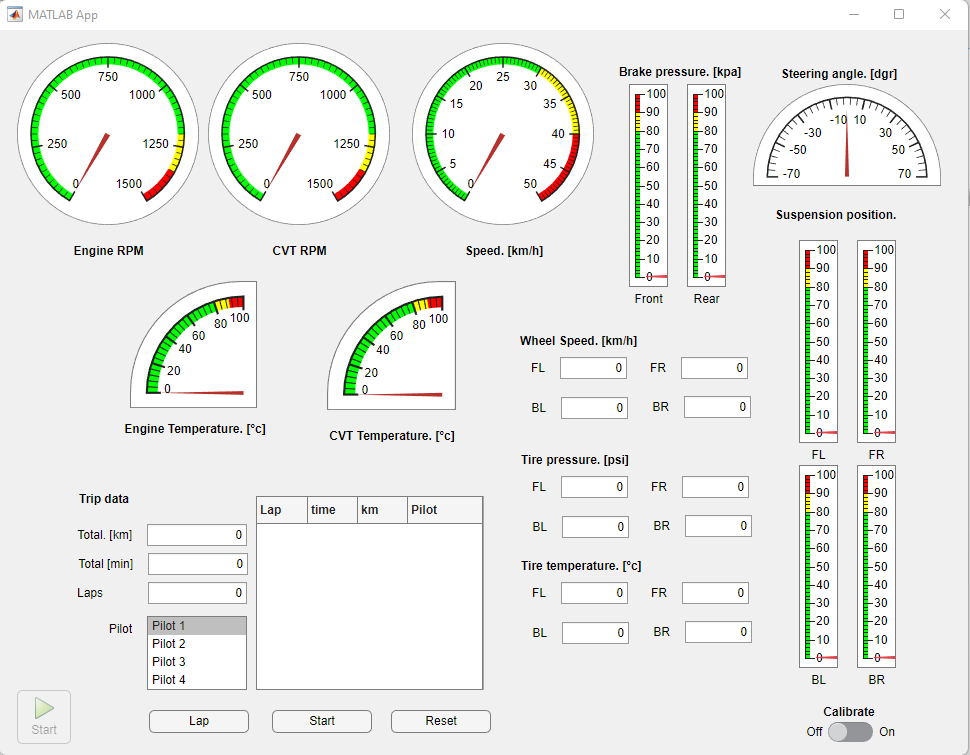 MATLAB App
Engine RPM
0 250 500 750 1000 1250 1500
CVT RPM
0 250 500 750 1000 1250 1500
Speed. [km/h]
0 5 10 15 20 25 30 35 40 45 50
Brake pressure. [kpa]
100 90 80 70 60 50 40 30 20 10 0
100 90 80 70 60 50 40 30 20 10 0
Front Rear
Steering angle. [dgr]
-70 -50 -30 -10 10 30 50 70
Suspension position.
100 90 80 70 60 50 40 30 20 10 0
100 90 80 70 60 50 40 30 20 10 0
FL FR
100 90 80 70 60 50 40 30 20 10 0
100 90 80 70 60 50 40 30 20 10 0
BL BR
0 20 40 60 80 100
Engine Temperature. [°c]
0 20 40 60 80 100
CVT Temperature. [°c]
Wheel Speed. [km/h]
FL 0 FR 0
BL 0 BR 0
Tire pressure. [psi]
FL 0 FR 0
BL 0 BR 0
Tire temperature. [°c]
FL 0 FR 0
BL 0 BR 0
Trip data
Total. [km] 0
Total [min] 0
Laps 0
Pilot
Pilot 1
Pilot 2
Pilot 3
Pilot 4
Lap time km Pilot
Start
Lap Start Reset
Calibrate
Off On